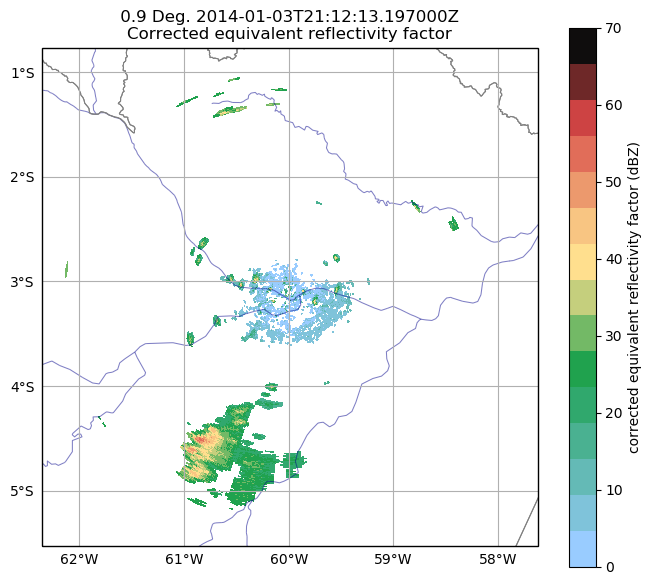 0.9 Deg. 2014-01-03T21:12:13.197000Z
Corrected equivalent reflectivity factor
1°S
2°S
3°S
4°S
5°S
62°W
61°W
60°W
59°W
58°W
70
60
50
40
30
20
10
0
corrected equivalent reflectivity factor (dBZ)